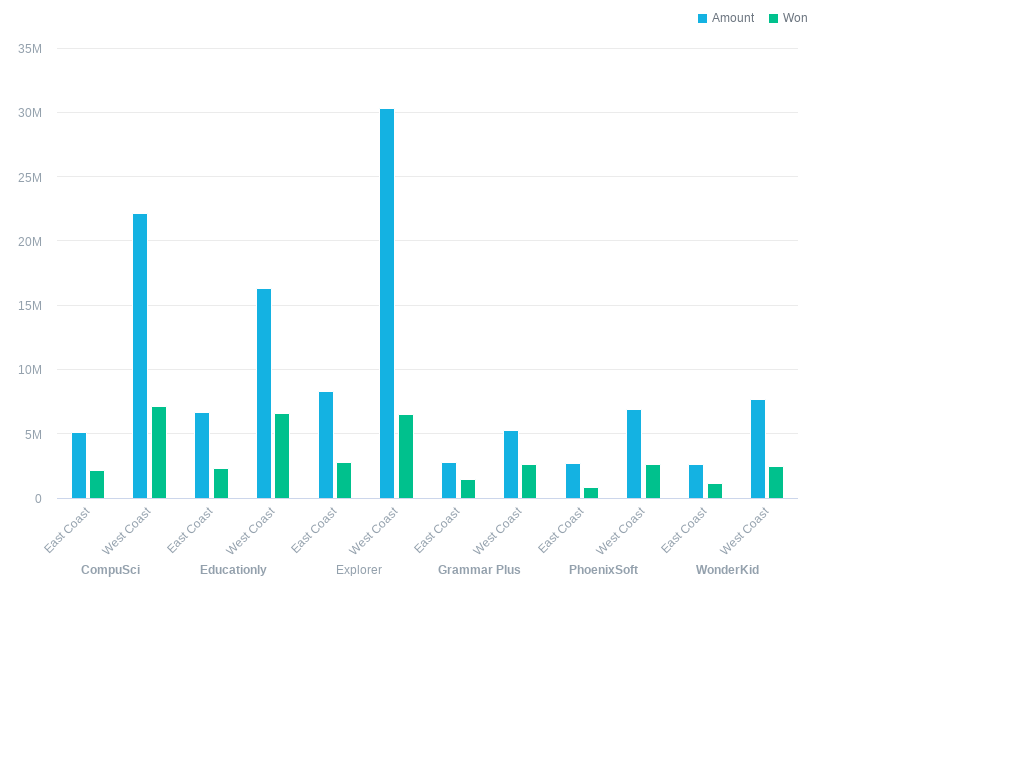 Amount Won
35M
30M
25M
20M
15M
10M
5M
0
East Coast West Coast East Coast West Coast East Coast West Coast East Coast West Coast East Coast West Coast East Coast West Coast
CompuSci Educationly Explorer Grammar Plus PhoenixSoft WonderKid